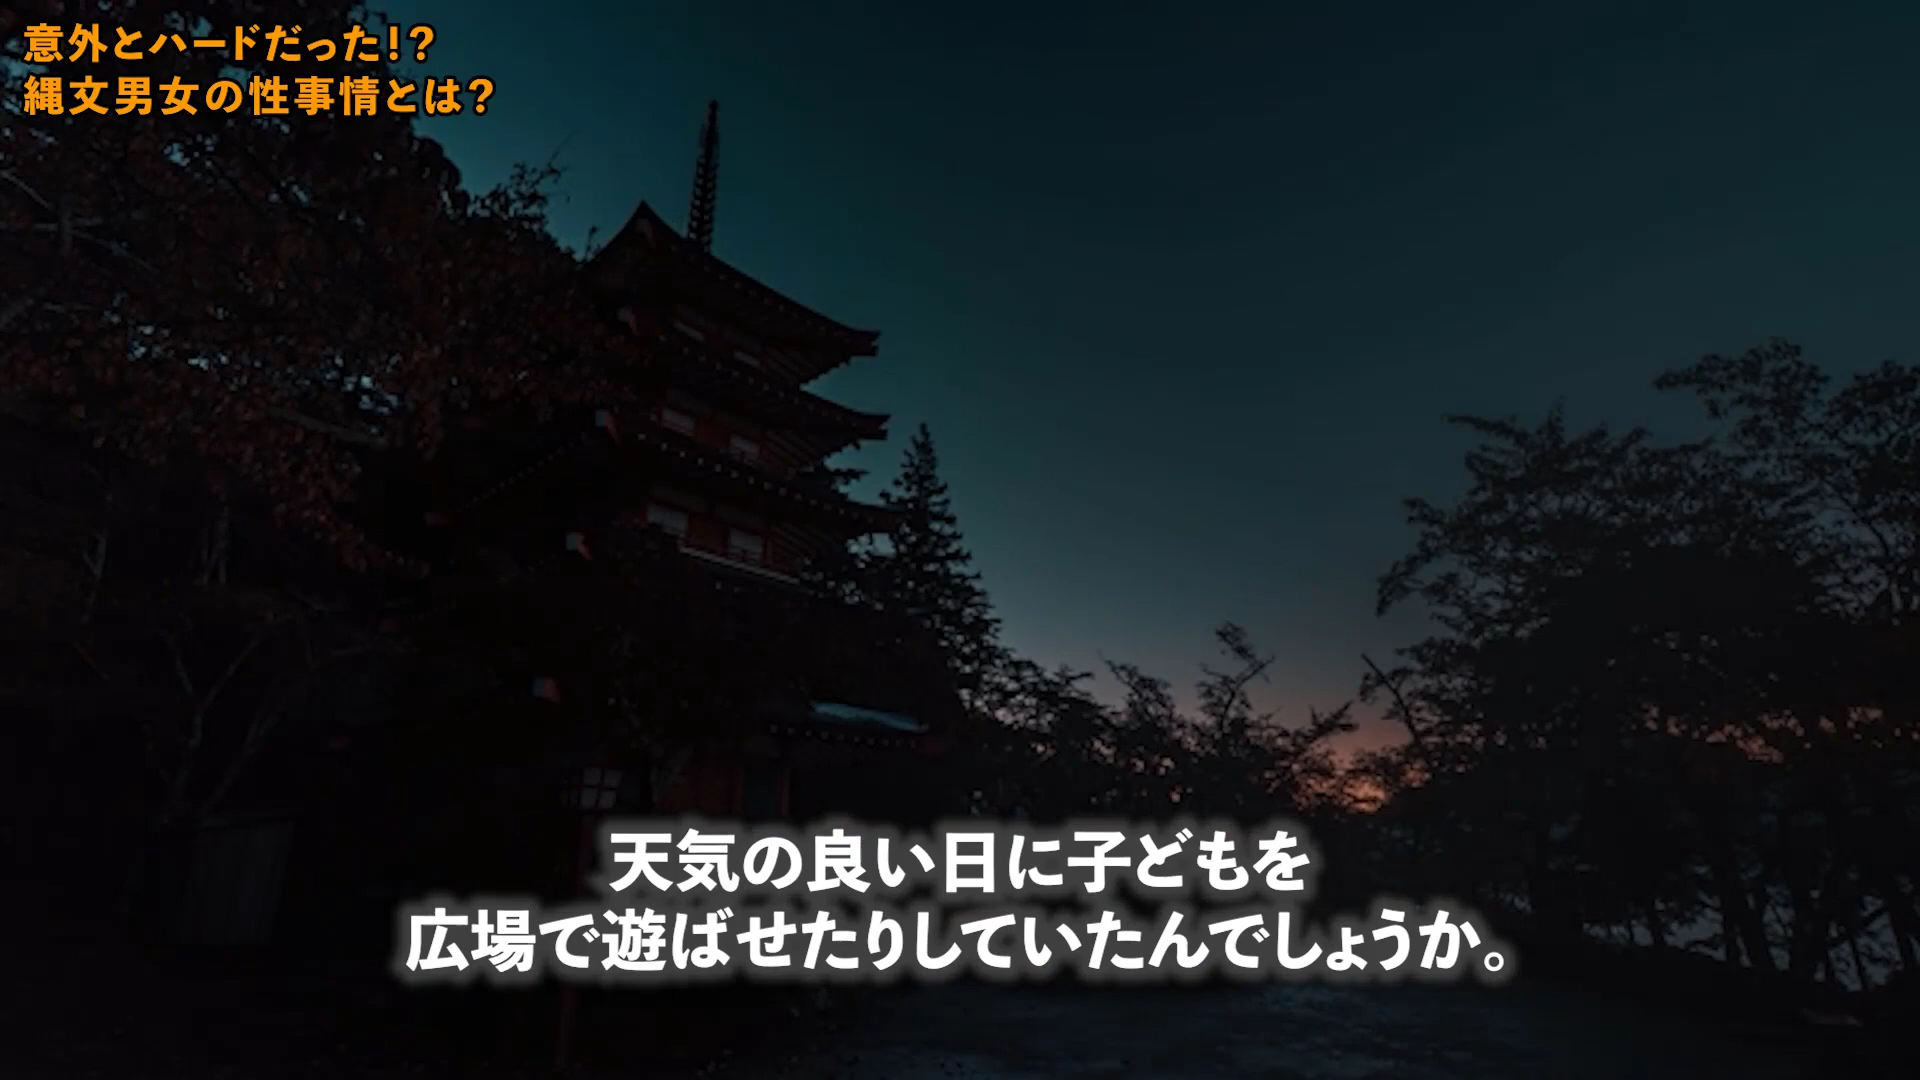 意外とハードだった！？
縄文男女の性事情とは？
天気の良い日に子どもを
広場で遊ばせたりしていたんでしょうか。